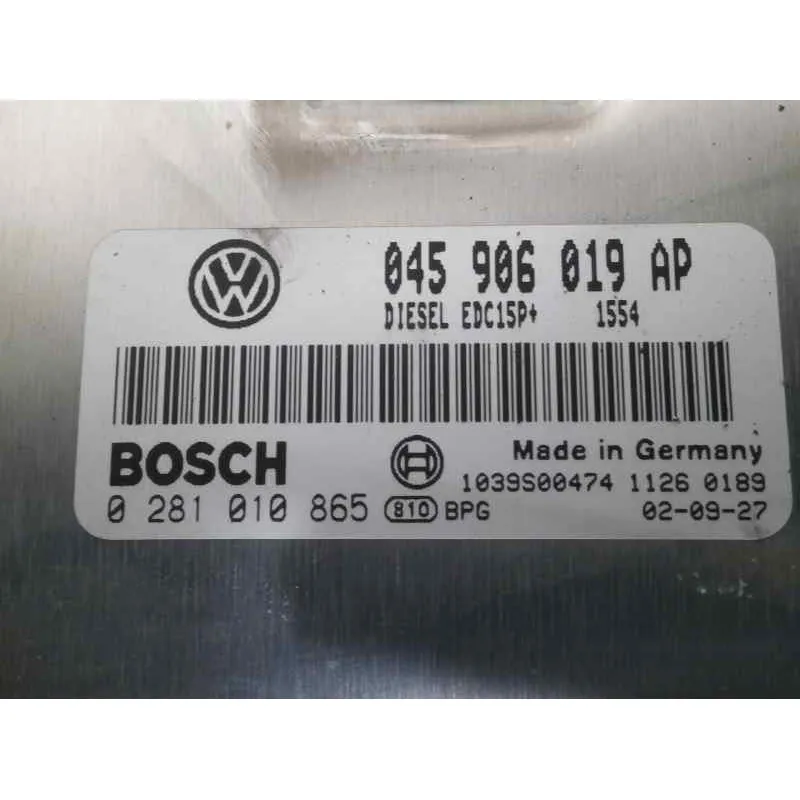 045 906 019 AP
DIESEL EDC15P+ 1554
BOSCH
Made in Germany
1039S00474 1126 0189
0 281 010 865 810 BPG 02-09-27